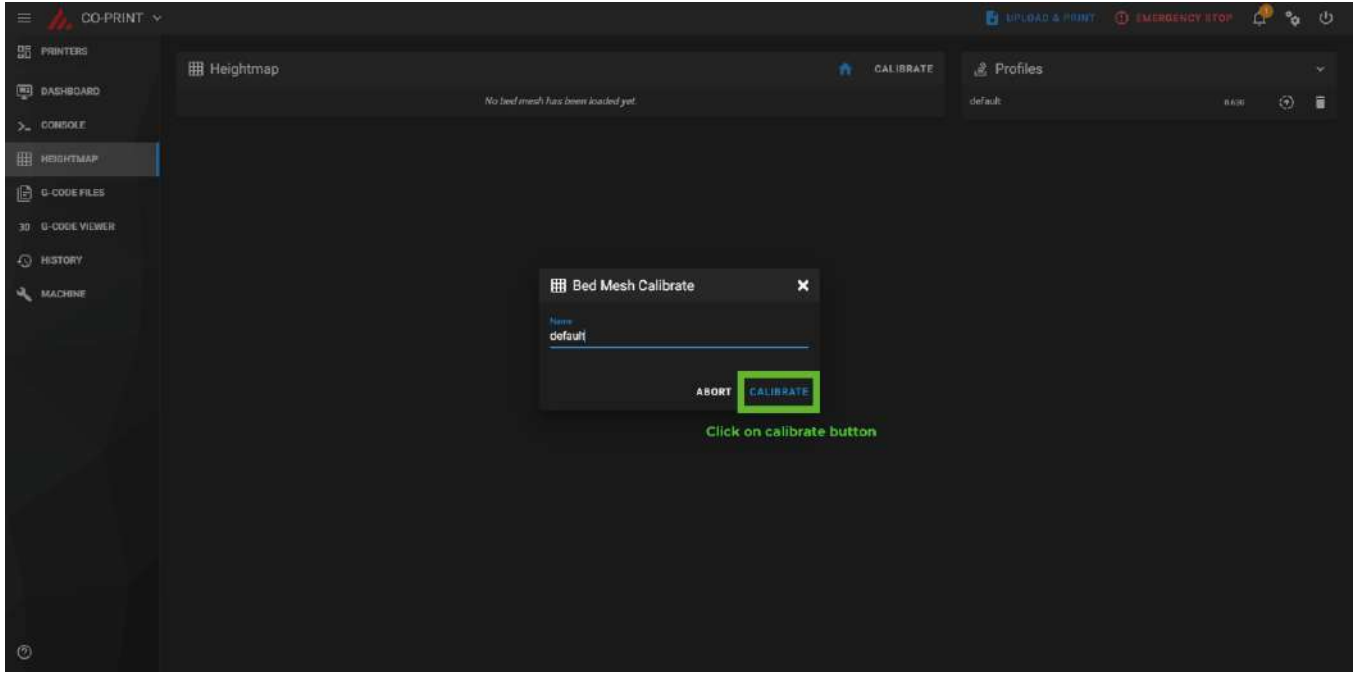 CO-PRINT
UPLOAD & PRINT
EMERGENCY STOP
PRINTERS
DASHBOARD
CONSOLE
HEIGHTMAP
G-CODE FILES
30 G-CODE VIEWER
HISTORY
MACHINE
Heightmap
CALIBRATE
No bed mesh has been loaded yet.
Profiles
default
Bed Mesh Calibrate
Name
default
ABORT
CALIBRATE
Click on calibrate button